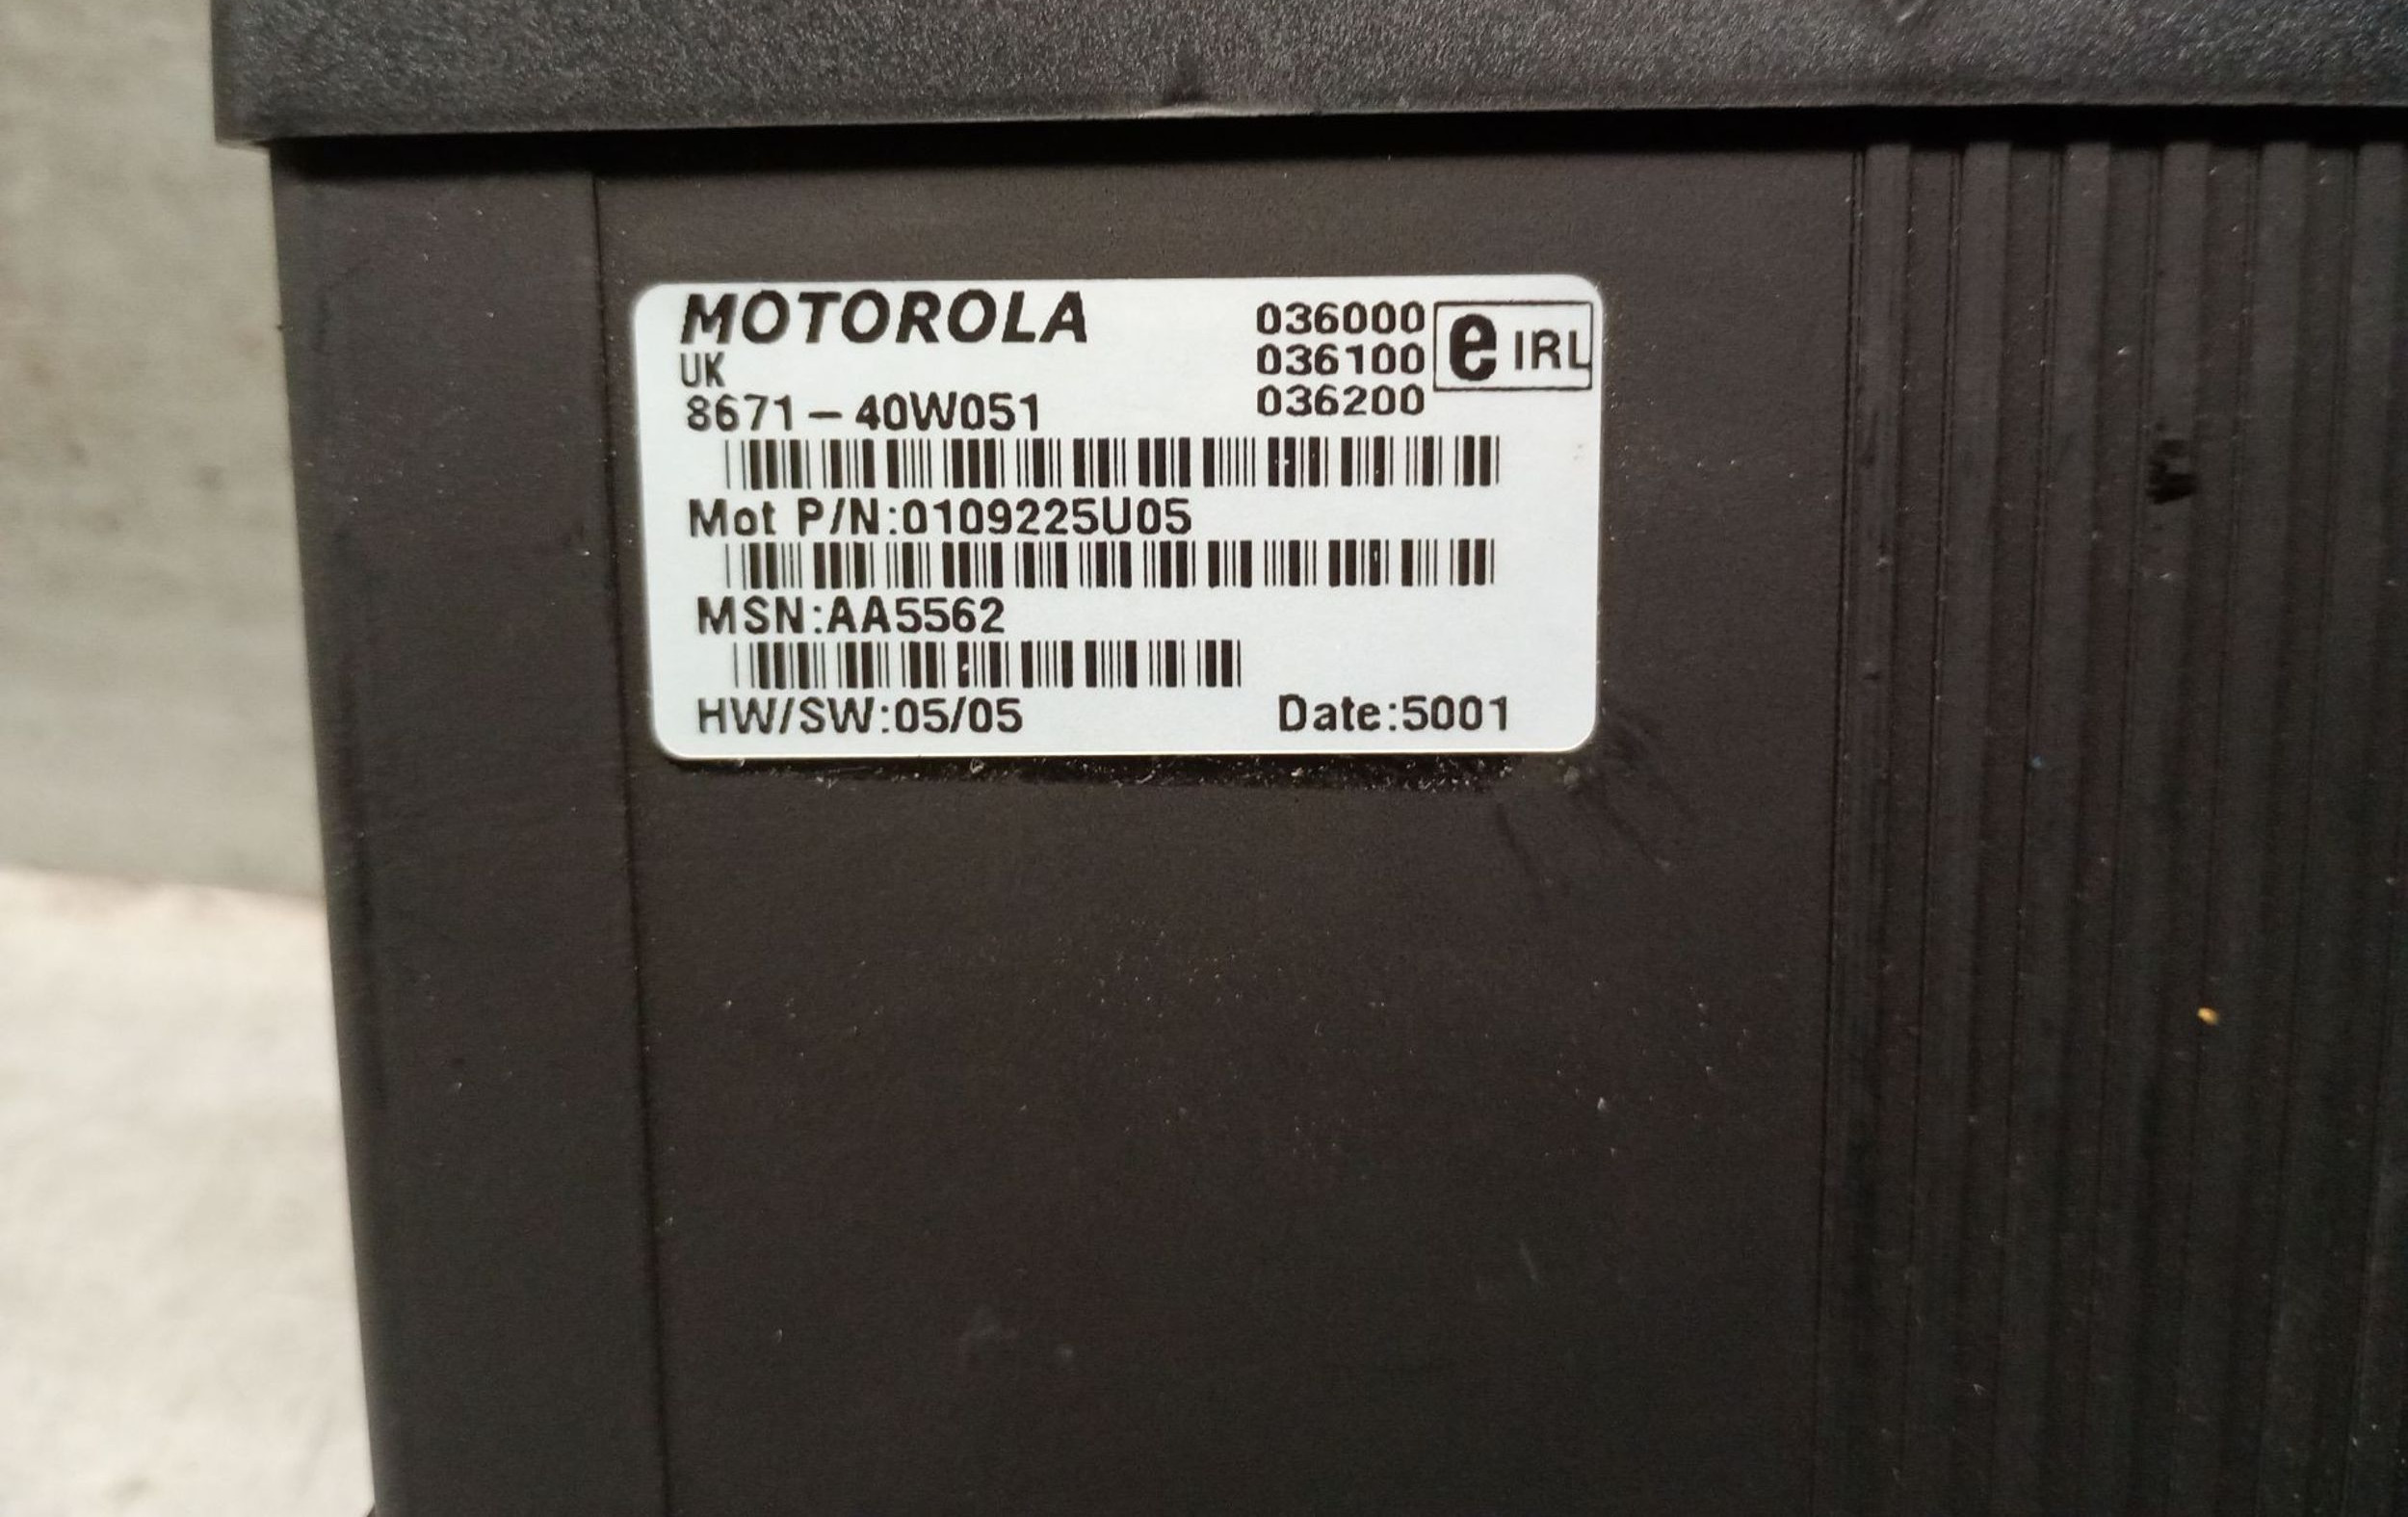 MOTOROLA
UK
8671-40W051
036000
036100
036200
e IRL
Mot P/N:0109225U05
MSN:AA5562
HW/SW:05/05
Date:5001